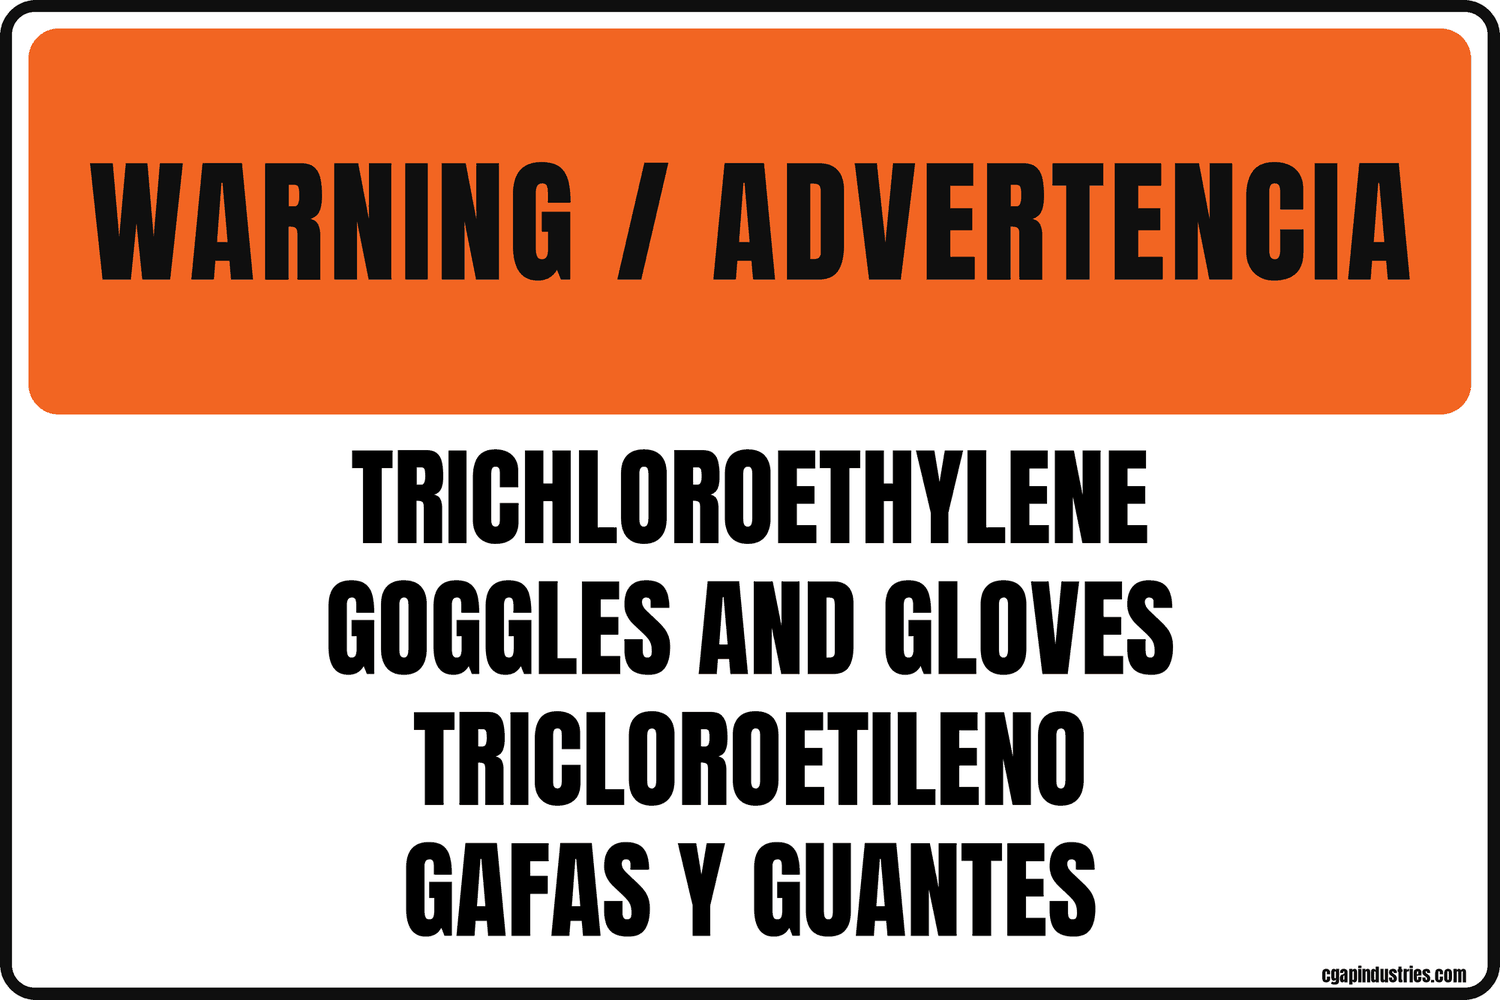 WARNING / ADVERTENCIA
TRICHLOROETHYLENE
GOGGLES AND GLOVES
TRICLOROETILENO
GAFAS Y GUANTES
cgapindustries.com